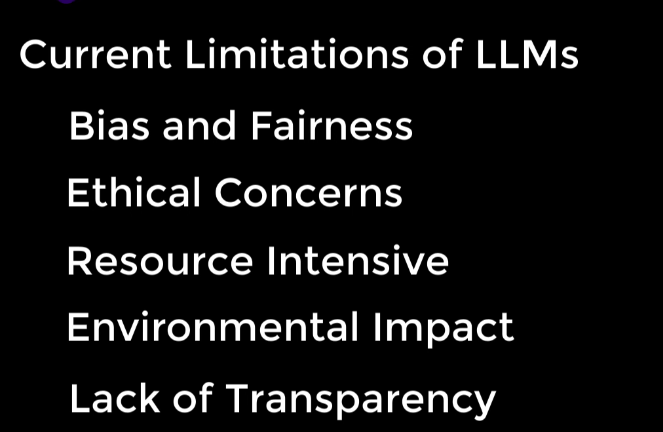 Current Limitations of LLMs
Bias and Fairness
Ethical Concerns
Resource Intensive
Environmental Impact
Lack of Transparency